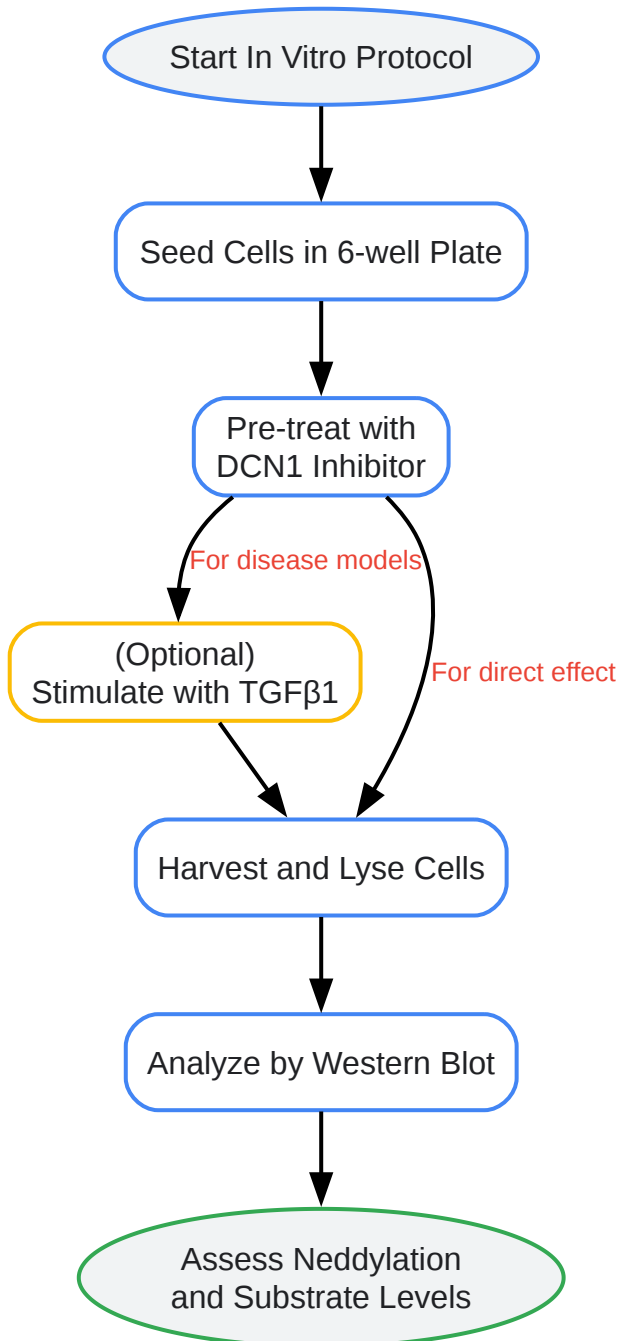 Start In Vitro Protocol
Seed Cells in 6-well Plate
Pre-treat with
DCN1 Inhibitor
For disease models
(Optional)
Stimulate with TGFβ1
For direct effect
Harvest and Lyse Cells
Analyze by Western Blot
Assess Neddylation
and Substrate Levels